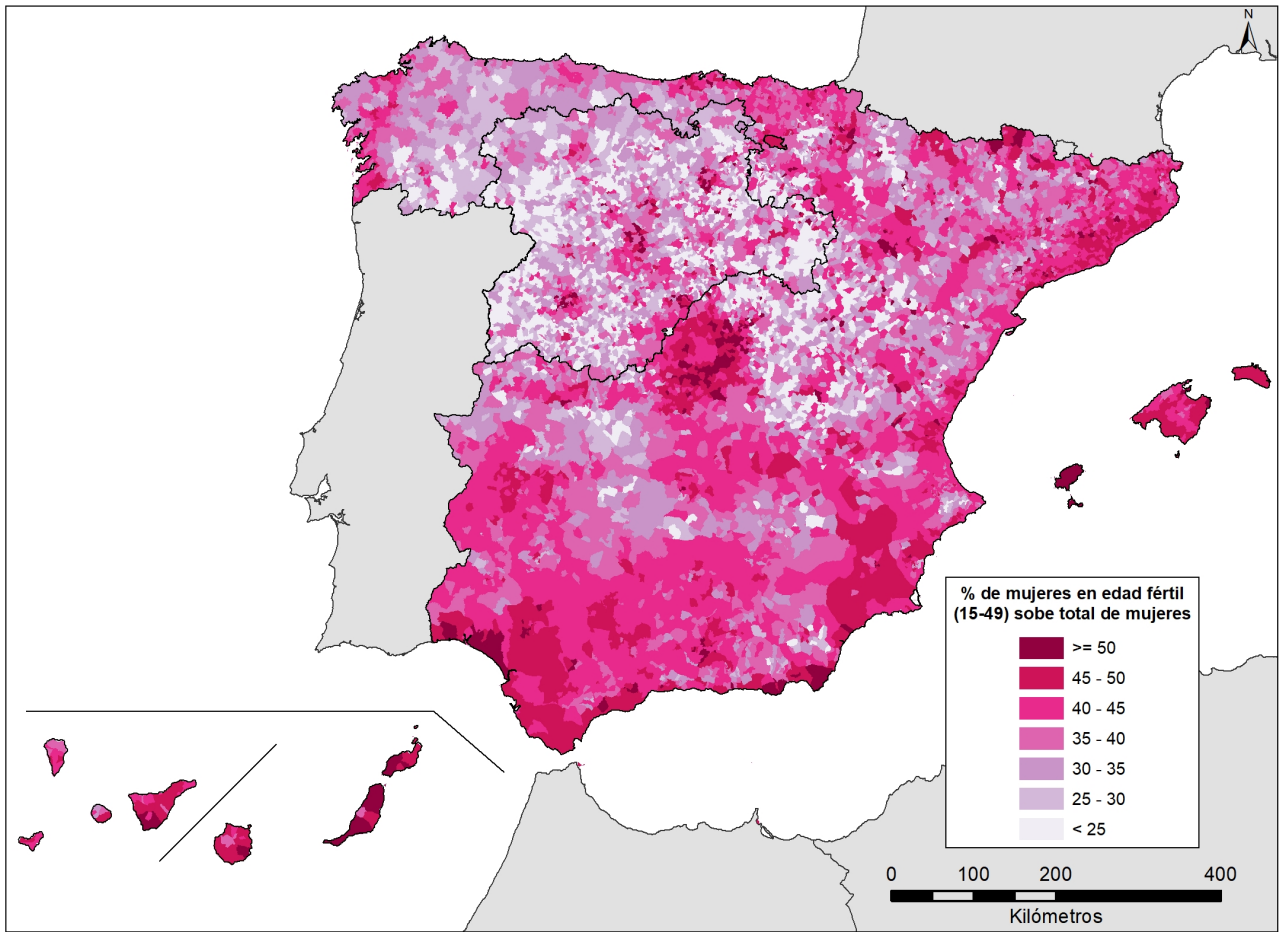 N
% de mujeres en edad fértil
(15-49) sobe total de mujeres
>= 50
45 - 50
40 - 45
35 - 40
30 - 35
25 - 30
< 25
0 100 200 400
Kilómetros